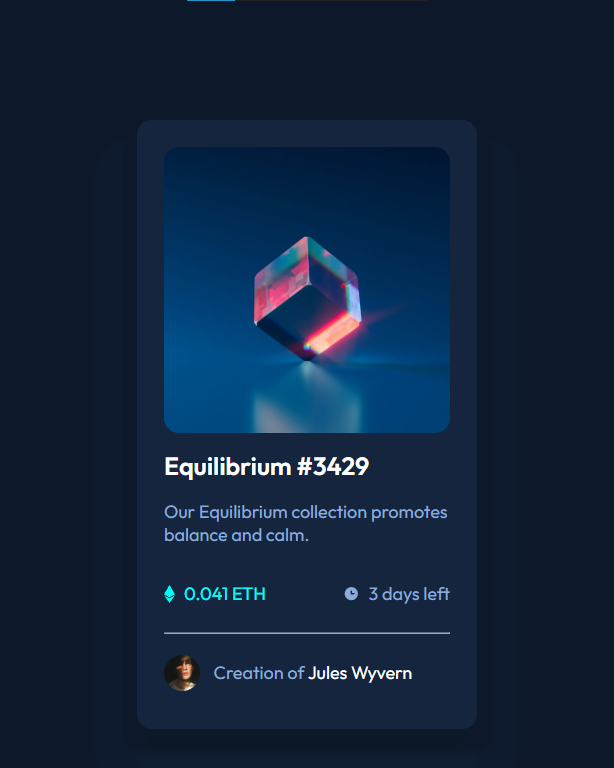 Equilibrium #3429
Our Equilibrium collection promotes
balance and calm.
0.041 ETH
3 days left
Creation of Jules Wyvern